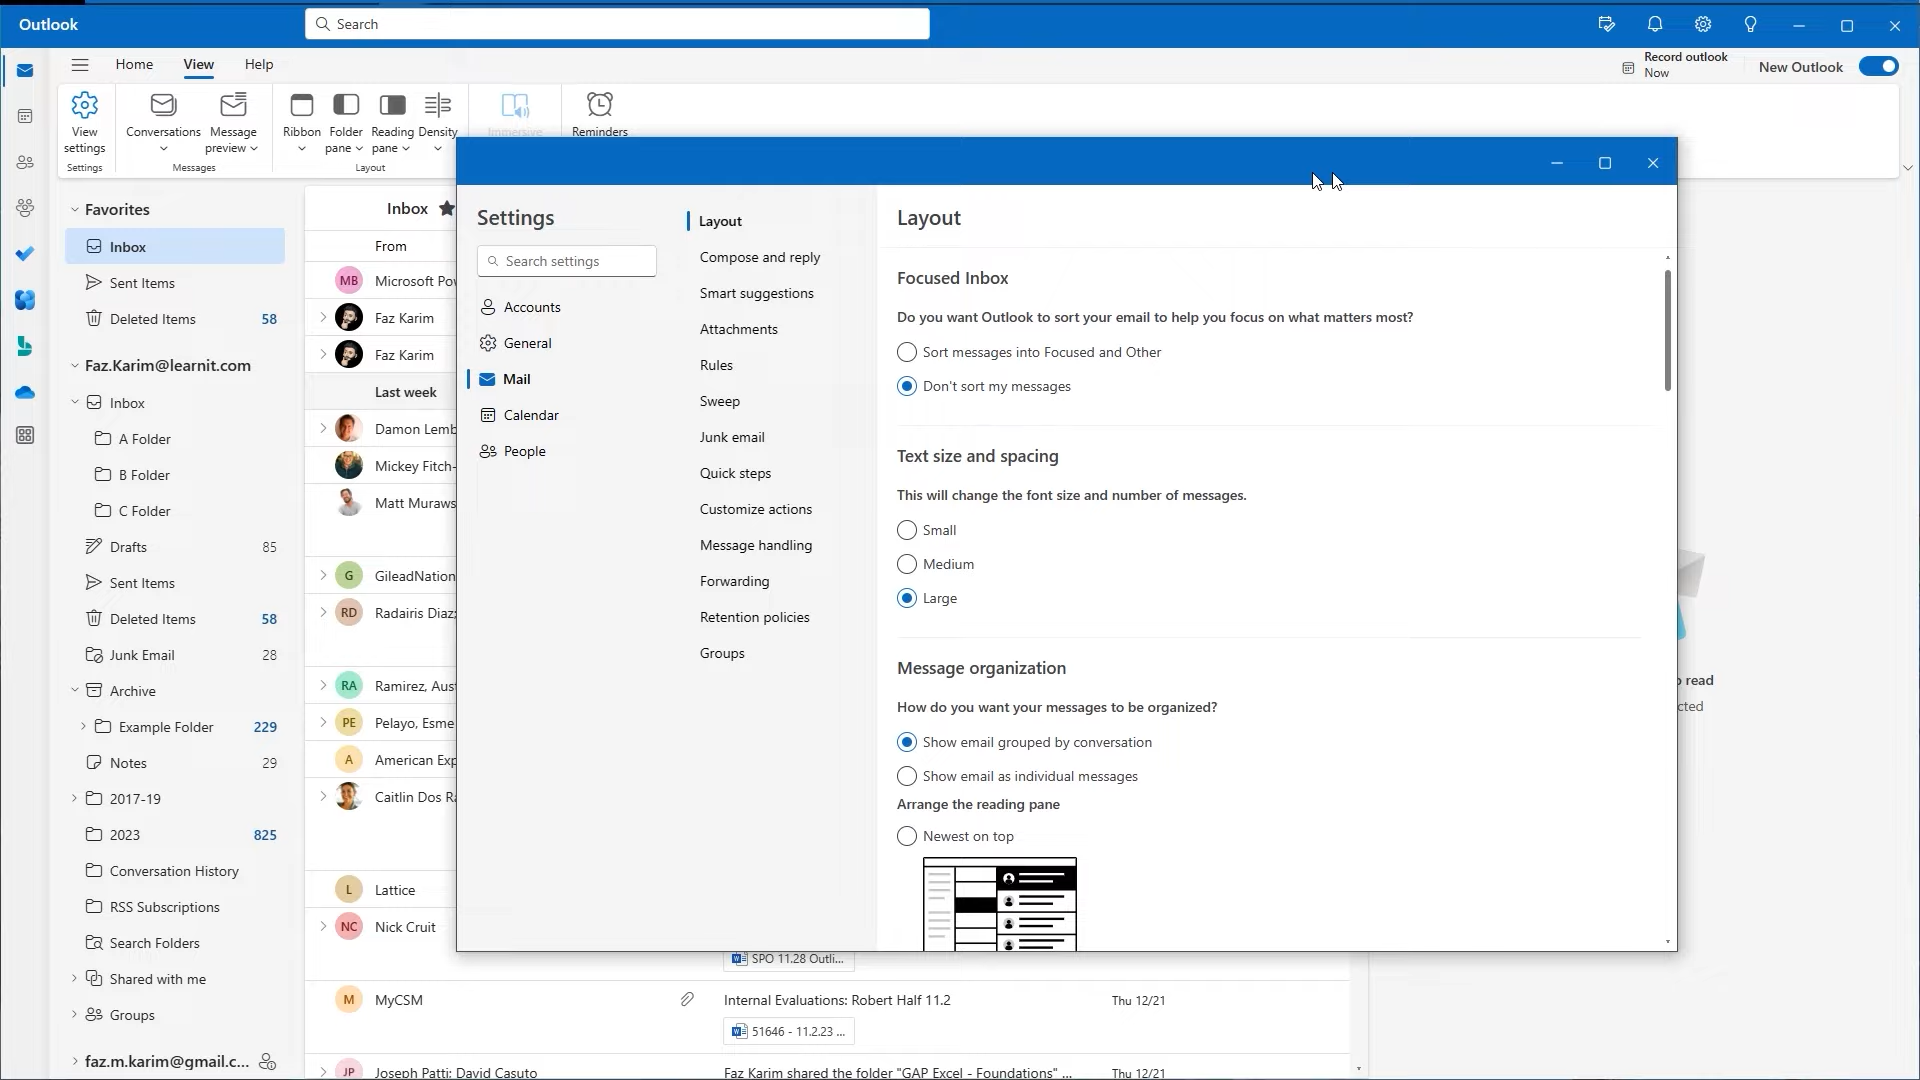 Outlook
Search
Home
View
Help
Record outlook
Now
New Outlook
View
settings
Conversations
Message
preview
Ribbon
Folder
pane
Reading
pane
Density
Immersive
Reminders
Settings
Messages
Layout
Favorites
Inbox
Sent Items
Deleted Items 58
Faz.Karim@learnit.com
Inbox
A Folder
B Folder
C Folder
Drafts 85
Sent Items
Deleted Items 58
Junk Email 28
Archive
Example Folder 229
Notes 29
2017-19
2023 825
Conversation History
RSS Subscriptions
Search Folders
Shared with me
Groups
faz.m.karim@gmail.c...
Inbox
From
MB Microsoft Pov
Faz Karim
Faz Karim
Last week
Damon Lemb
Mickey Fitch-
Matt Muraws
G GileadNation
RD Radairis Diaz;
RA Ramirez, Aust
PE Pelayo, Esme
A American Exp
Caitlin Dos Ra
L Lattice
NC Nick Cruit
SPO 11.28 Outli...
M MyCSM Internal Evaluations: Robert Half 11.2 Thu 12/21
51646 - 11.2.23 ...
JP Joseph Patti; David Casuto Faz Karim shared the folder "GAP Excel - Foundations" ... Thu 12/21
Settings
Search settings
Accounts
General
Mail
Calendar
People
Layout
Compose and reply
Smart suggestions
Attachments
Rules
Sweep
Junk email
Quick steps
Customize actions
Message handling
Forwarding
Retention policies
Groups
Layout
Focused Inbox
Do you want Outlook to sort your email to help you focus on what matters most?
Sort messages into Focused and Other
Don't sort my messages
Text size and spacing
This will change the font size and number of messages.
Small
Medium
Large
Message organization
How do you want your messages to be organized?
Show email grouped by conversation
Show email as individual messages
Arrange the reading pane
Newest on top
read
cted